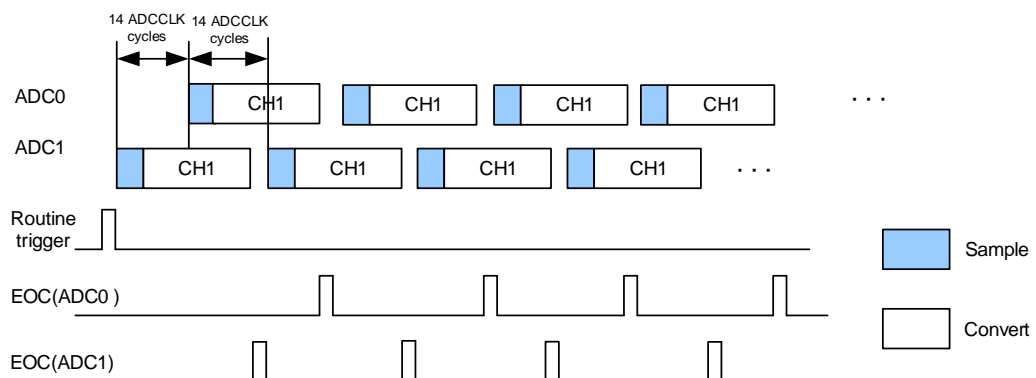 14 ADCCLK
cycles
14 ADCCLK
cycles
ADC0
CH1
CH1
CH1
CH1
. . .
ADC1
CH1
CH1
CH1
CH1
. . .
Routine
trigger
Sample
EOC(ADC0 )
Convert
EOC(ADC1)